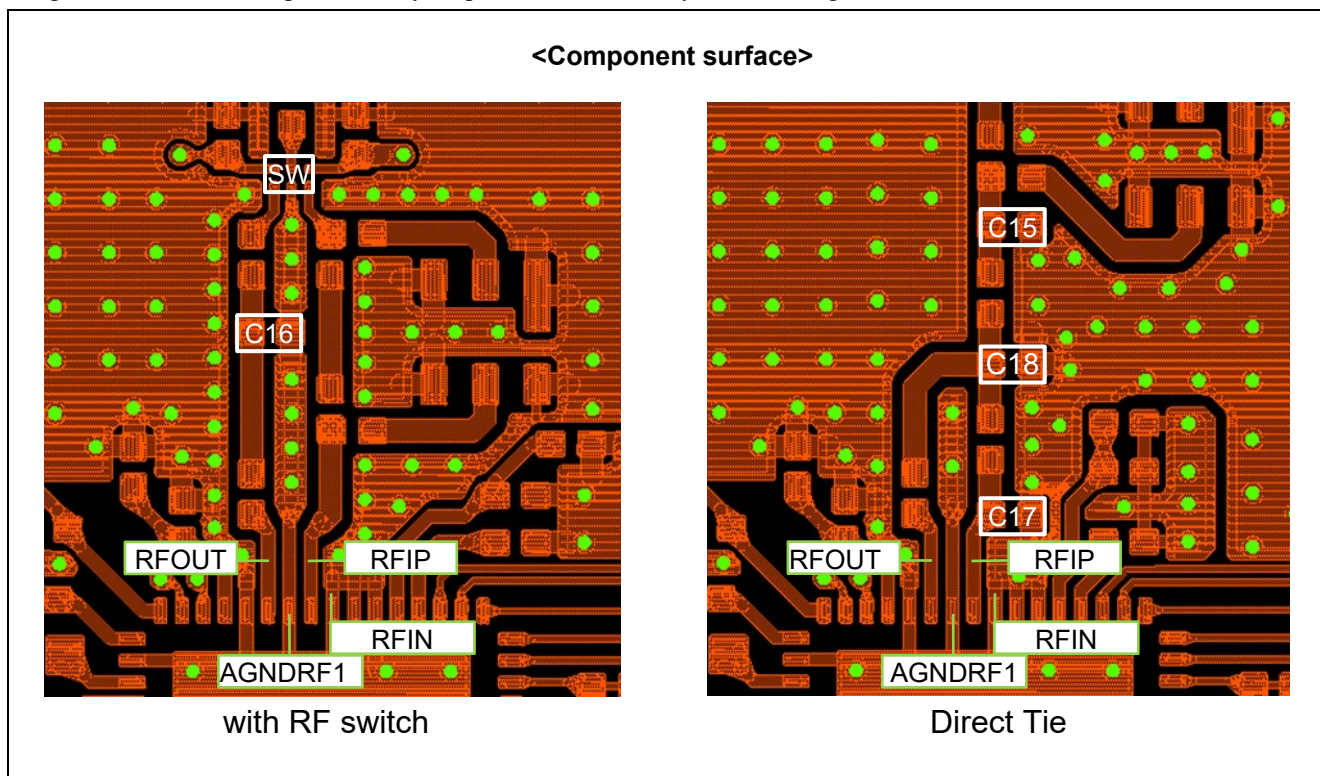 <Component surface>
SW
C16
RFOUT
RFIP
RFIN
AGNDRF1
with RF switch
C15
C18
C17
RFOUT
RFIP
RFIN
AGNDRF1
Direct Tie